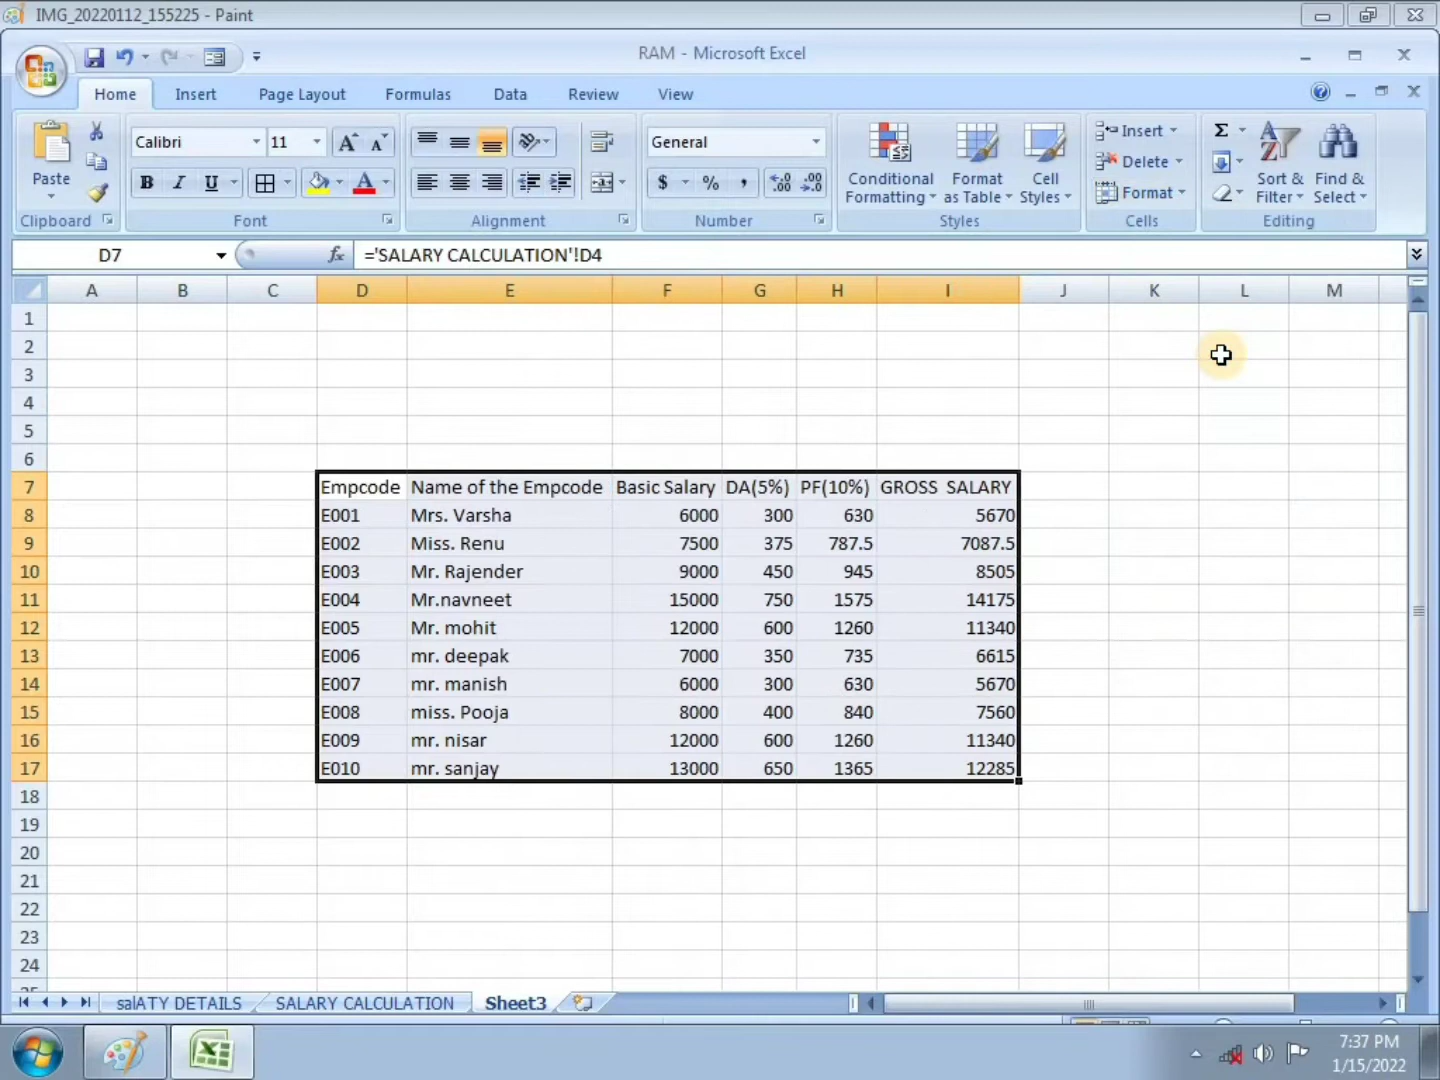 IMG_20220112_155225 - Paint
RAM - Microsoft Excel
Home Insert Page Layout Formulas Data Review View
Paste
Clipboard
Calibri 11
B I U
Font
Alignment
General
$ % ,
Number
Conditional Formatting
Format as Table
Cell Styles
Styles
Insert
Delete
Format
Cells
Σ
Sort & Filter
Find & Select
Editing
D7 fx ='SALARY CALCULATION'!D4
A B C D E F G H I J K L M
1
2
3
4
5
6
7 Empcode Name of the Empcode Basic Salary DA(5%) PF(10%) GROSS SALARY
8 E001 Mrs. Varsha 6000 300 630 5670
9 E002 Miss. Renu 7500 375 787.5 7087.5
10 E003 Mr. Rajender 9000 450 945 8505
11 E004 Mr.navneet 15000 750 1575 14175
12 E005 Mr. mohit 12000 600 1260 11340
13 E006 mr. deepak 7000 350 735 6615
14 E007 mr. manish 6000 300 630 5670
15 E008 miss. Pooja 8000 400 840 7560
16 E009 mr. nisar 12000 600 1260 11340
17 E010 mr. sanjay 13000 650 1365 12285
18
19
20
21
22
23
24
salATY DETAILS SALARY CALCULATION Sheet3
7:37 PM
1/15/2022